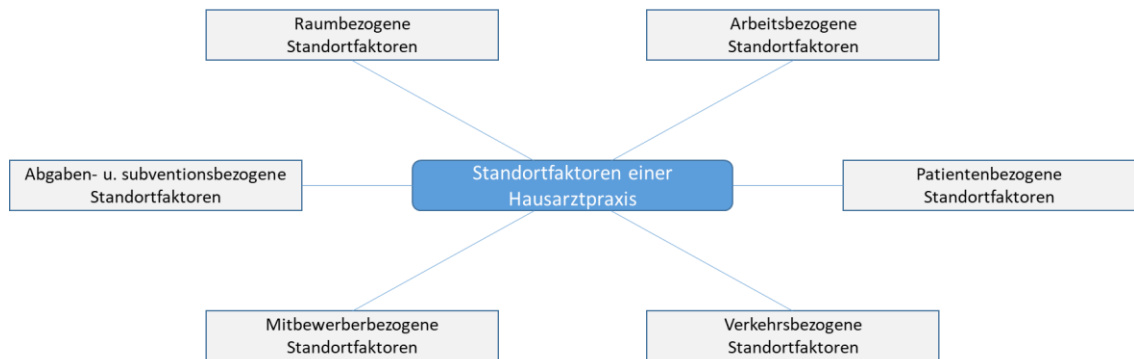 Raumbezogene
Standortfaktoren
Arbeitsbezogene
Standortfaktoren
Abgaben- u. subventionsbezogene
Standortfaktoren
Standortfaktoren einer
Hausarztpraxis
Patientenbezogene
Standortfaktoren
Mitbewerberbezogene
Standortfaktoren
Verkehrsbezogene
Standortfaktoren